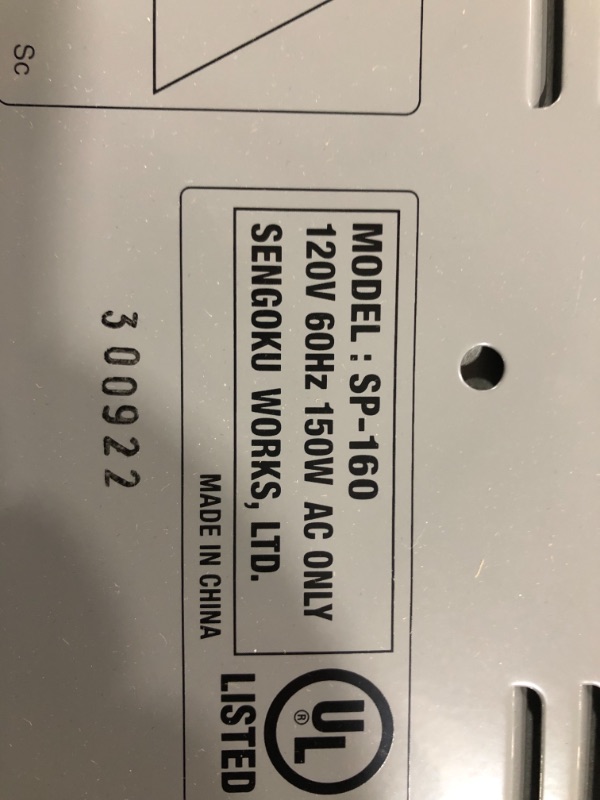 Sc
MODEL : SP-160
120V 60Hz 150W AC ONLY
SENGOKU WORKS, LTD.
MADE IN CHINA
UL
®
LISTED
300922